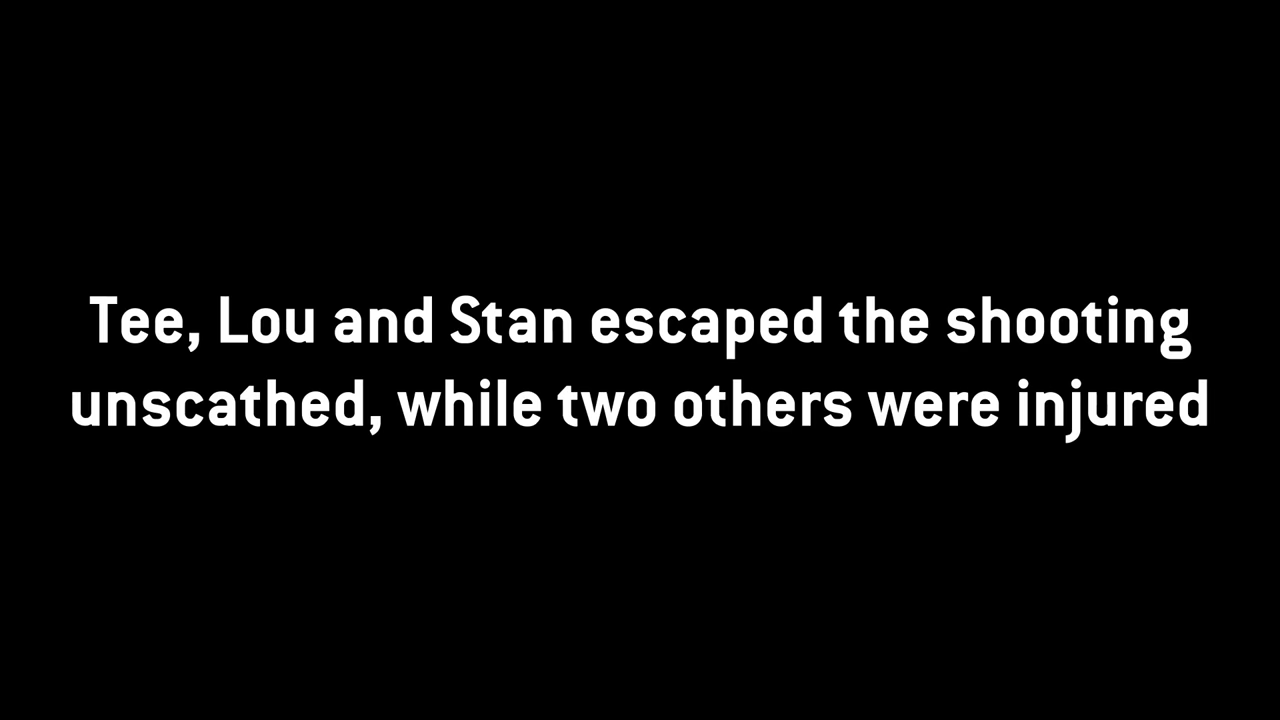 Tee, Lou and Stan escaped the shooting
unscathed, while two others were injured